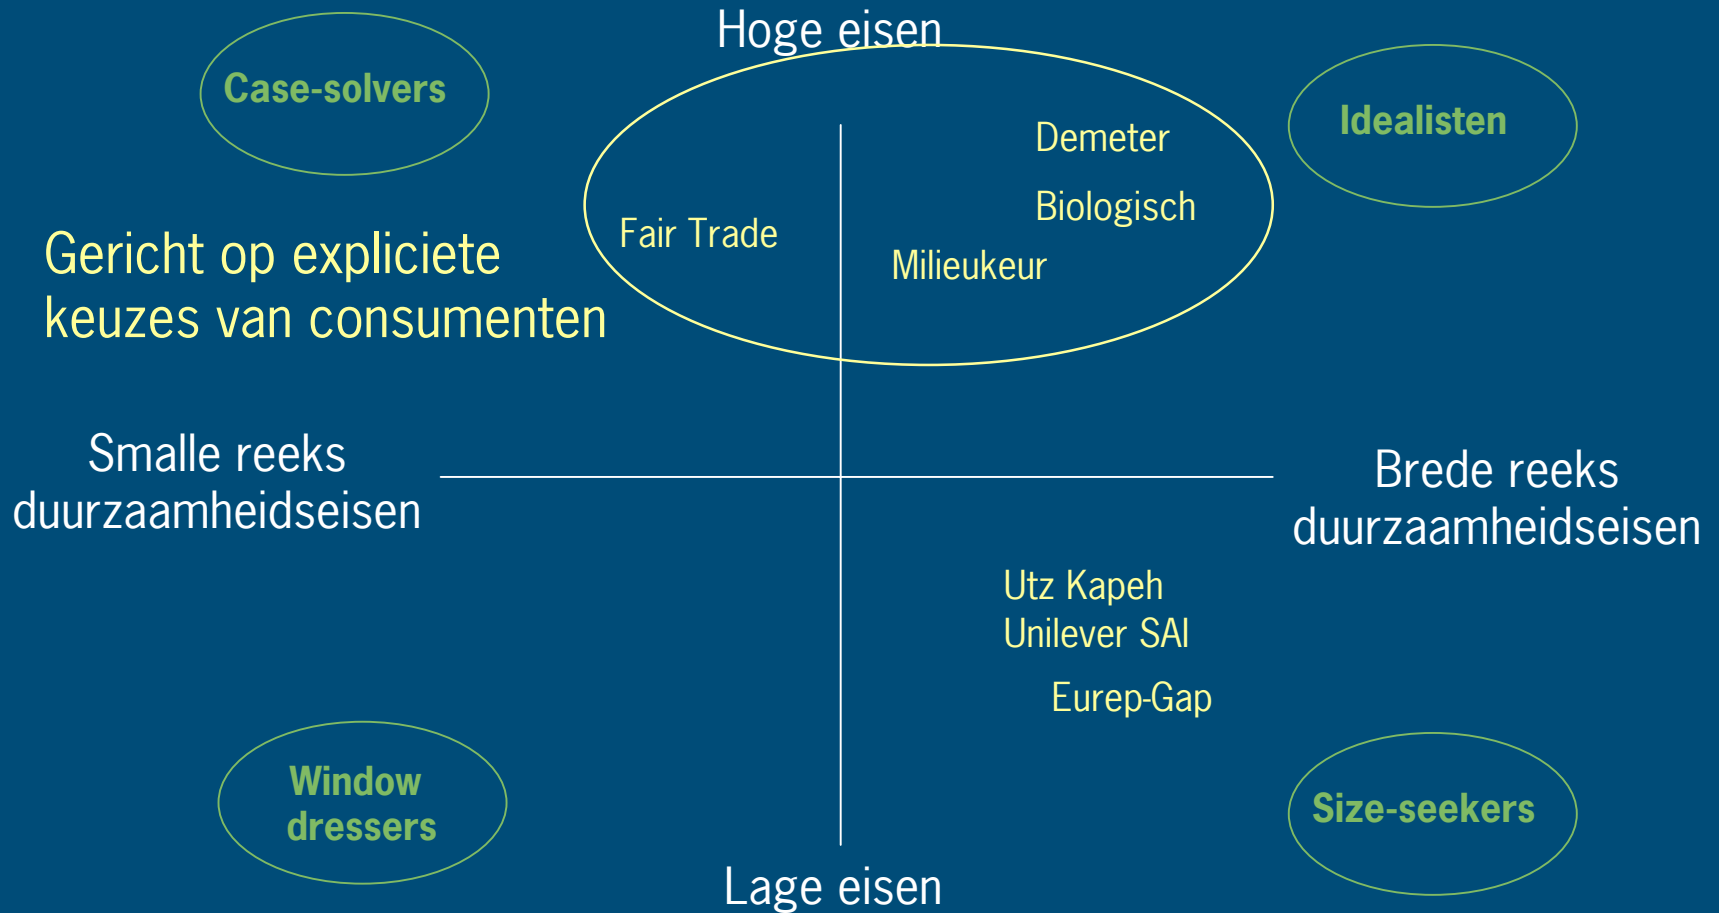 Hoge eisen
Case-solvers
Idealisten
Demeter
Biologisch
Fair Trade
Milieukeur
Gericht op expliciete
keuzes van consumenten
Smalle reeks
duurzaamheidseisen
Brede reeks
duurzaamheidseisen
Utz Kapeh
Unilever SAI
Eurep-Gap
Window
dressers
Size-seekers
Lage eisen